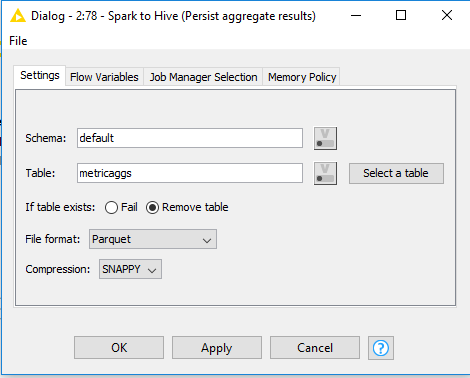 Dialog - 2:78 - Spark to Hive (Persist aggregate results)
File
Settings Flow Variables Job Manager Selection Memory Policy
Schema: default V
Table: metricaggs V Select a table
If table exists: Fail Remove table
File format: Parquet
Compression: SNAPPY
OK Apply Cancel ?